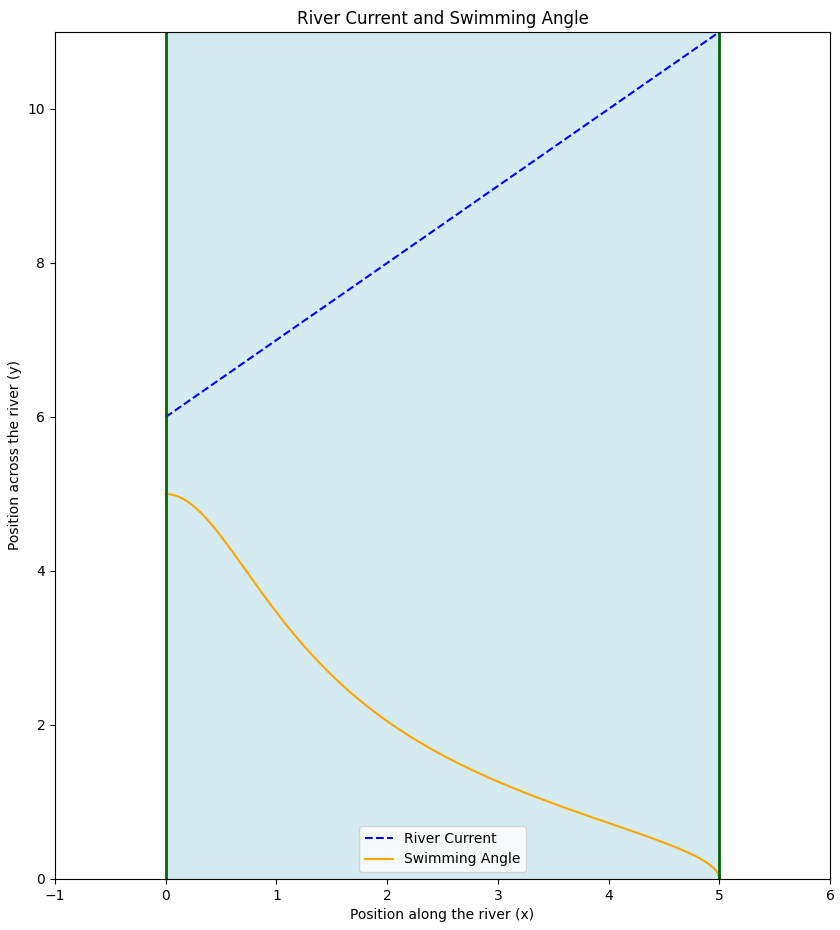 River Current and Swimming Angle
Position across the river (y)
10
8
6
4
2
0
River Current
Swimming Angle
−1 0 1 2 3 4 5 6
Position along the river (x)